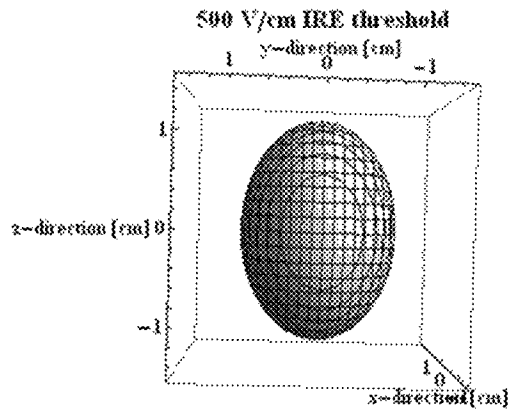 500 V/cm IRE threshold
y-direction [cm]
1 0 -1
1
z-direction [cm] 0
-1
1
0
x-direction [cm]